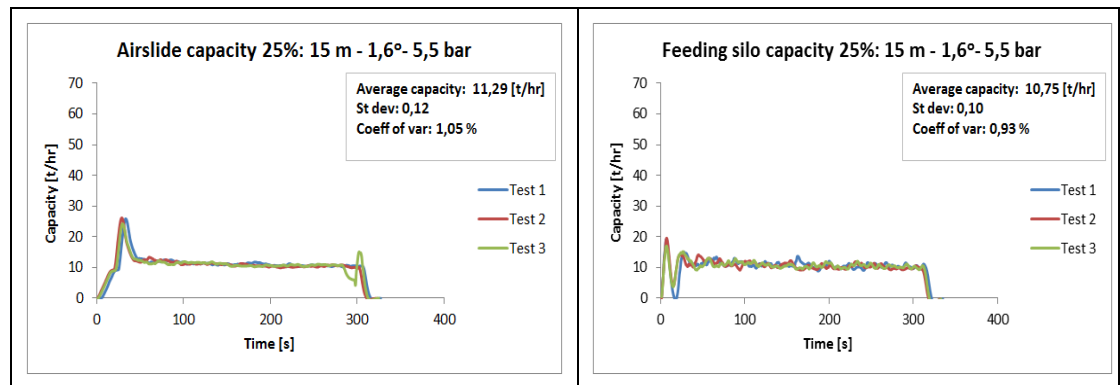 Airslide capacity 25%: 15 m - 1,6º- 5,5 bar
70
60
50
40
30
20
10
0
Capacity [t/hr]
Average capacity: 11,29 [t/hr]
St dev: 0,12
Coeff of var: 1,05 %
Test 1
Test 2
Test 3
0 100 200 300 400
Time [s]
Feeding silo capacity 25%: 15 m - 1,6º- 5,5 bar
70
60
50
40
30
20
10
0
Capacity [t/hr]
Average capacity: 10,75 [t/hr]
St dev: 0,10
Coeff of var: 0,93 %
Test 1
Test 2
Test 3
0 100 200 300 400
Time [s]